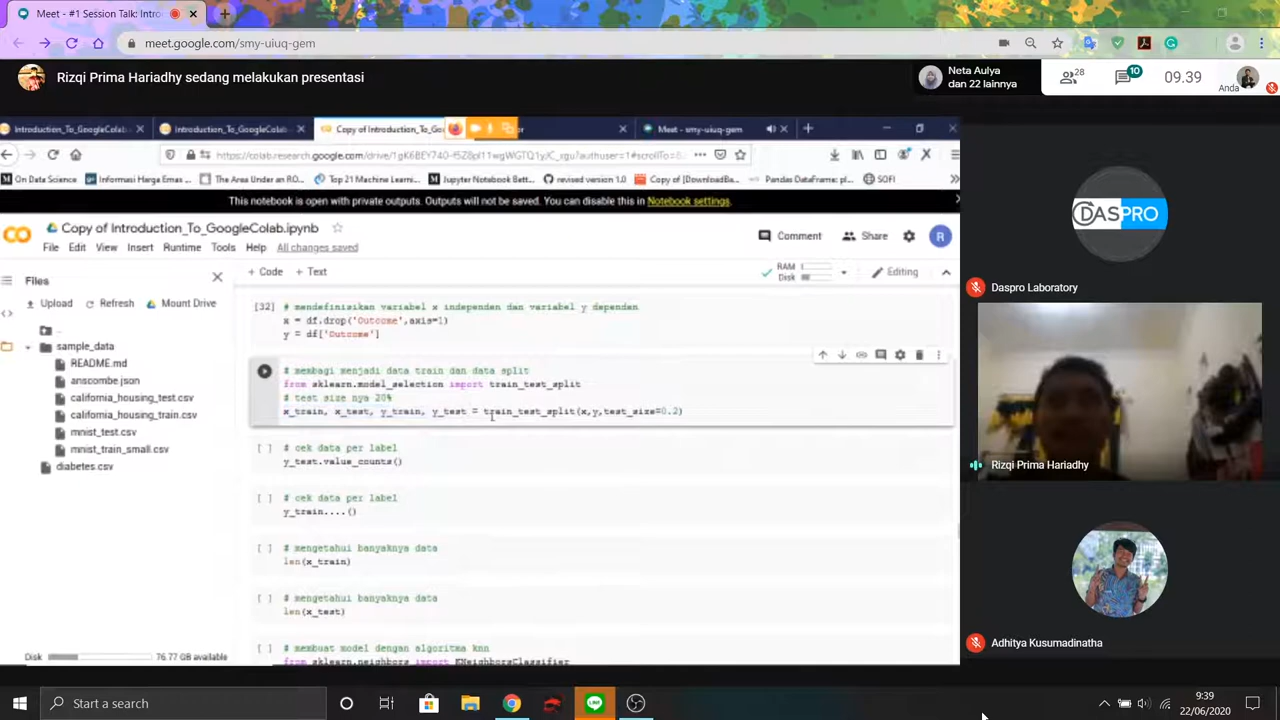 Meet - #1 Session Talk: Intro
meet.google.com/smy-uiuq-gem
Rizqi Prima Hariadhy sedang melakukan presentasi
Neta Aulya
dan 22 lainnya
28
10
09.39
Anda
Introduction_To_GoogleColab
Introduction_To_GoogleColab
Copy of Introduction_To_Go
Meet - smy-uiuq-gem
On Data Science
Informasi Harga Emas ...
The Area Under an RO...
Top 21 Machine Learni...
Jupyter Notebook Bett...
revised version 1.0
Copy of [DownloadBa...
Pandas DataFrame: pl...
SOFI
This notebook is open with private outputs. Outputs will not be saved. You can disable this in Notebook settings.
Copy of Introduction_To_GoogleColab.ipynb
Comment
Share
R
File Edit View Insert Runtime Tools Help All changes saved
+ Code + Text
RAM
Disk
Editing
Files
Upload Refresh Mount Drive
..
sample_data
README.md
anscombe.json
california_housing_test.csv
california_housing_train.csv
mnist_test.csv
mnist_train_small.csv
diabetes.csv
Disk 76.77 GB available
[32] # mendefinisikan variabel x independen dan variabel y dependen
x = df.drop('Outcome',axis=1)
y = df['Outcome']
# membagi menjadi data train dan data split
from sklearn.model_selection import train_test_split
# test size nya 20%
x_train, x_test, y_train, y_test = train_test_split(x,y,test_size=0.2)
[ ] # cek data per label
y_test.value_counts()
[ ] # cek data per label
y_train....()
[ ] # mengetahui banyaknya data
len(x_train)
[ ] # mengetahui banyaknya data
len(x_test)
[ ] # membuat model dengan algoritma knn
from sklearn.neighbors import KNeighborsClassifier
DASPRO
Daspro Laboratory
Rizqi Prima Hariadhy
Adhitya Kusumadinatha
Start a search
LINE
9:39
22/06/2020